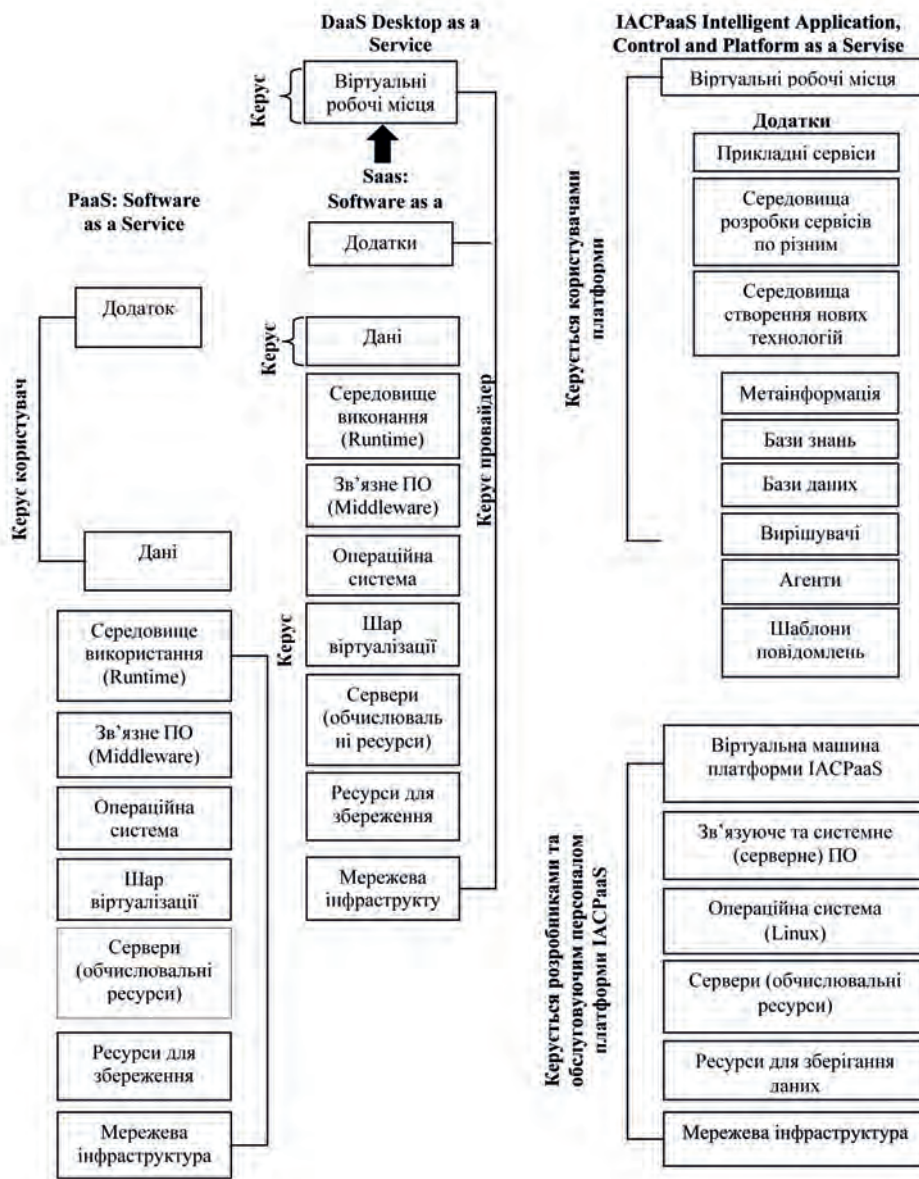 PaaS: Software
as a Service
Додаток
Керує користувач
Дані
Середовище
використання
(Runtime)
Зв’язне ПО
(Middleware)
Операційна
система
Шар
віртуалізації
Сервери
(обчислювальні
ресурси)
Ресурси для
збереження
Мережева
інфраструктура
DaaS Desktop as a
Service
Керує
Віртуальні
робочі місця
Saas:
Software as a
Додатки
Керує
Дані
Середовище
виконання
(Runtime)
Зв’язне ПО
(Middleware)
Операційна
система
Керує
Шар
віртуалізації
Сервери
(обчислюваль
ні ресурси)
Ресурси для
збереження
Мережева
інфраструкту
Керує провайдер
IACPaaS Intelligent Application,
Control and Platform as a Servise
Віртуальні робочі місця
Додатки
Прикладні сервіси
Середовища
розробки сервісів
по різним
Середовища
створення нових
технологій
Керується користувачами
платформи
Метаінформація
Бази знань
Бази даних
Вирішувачі
Агенти
Шаблони
повідомлень
Віртуальна машина
платформи IACPaaS
Зв’язуюче та системне
(серверне) ПО
Операційна система
(Linux)
Сервери (обчислювальні
ресурси)
Ресурси для зберігання
даних
Мережева інфраструктура
Керується розробниками та
обслуговуючим персоналом
платформи IACPaaS